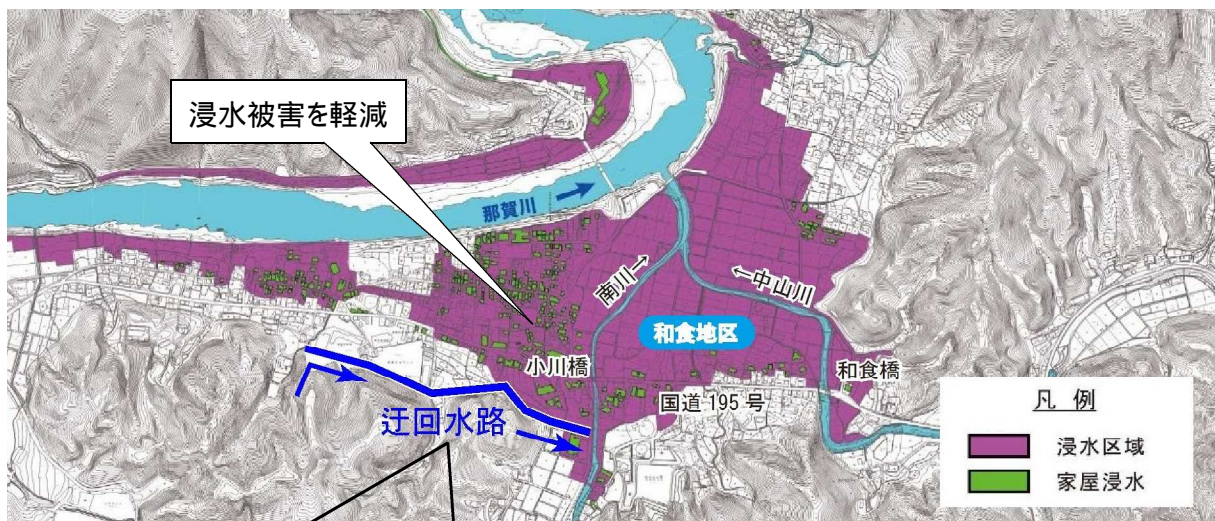 浸水被害を軽減
那賀川
南川→
←中山川
和食地区
小川橋
和食橋
国道195号
迂回水路
凡 例
浸水区域
家屋浸水